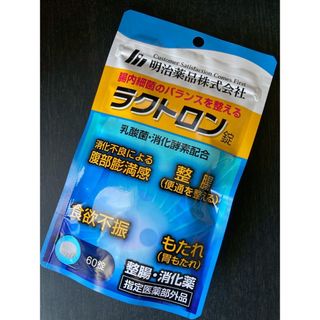 Customer Satisfaction Comes First
明治薬品株式会社
腸内細菌のバランスを整える
ラクトロン錠
乳酸菌・消化酵素配合
消化不良による
腹部膨満感
整腸
(便通を整える)
食欲不振
もたれ
(胃もたれ)
60錠
整腸・消化薬
指定医薬部外品